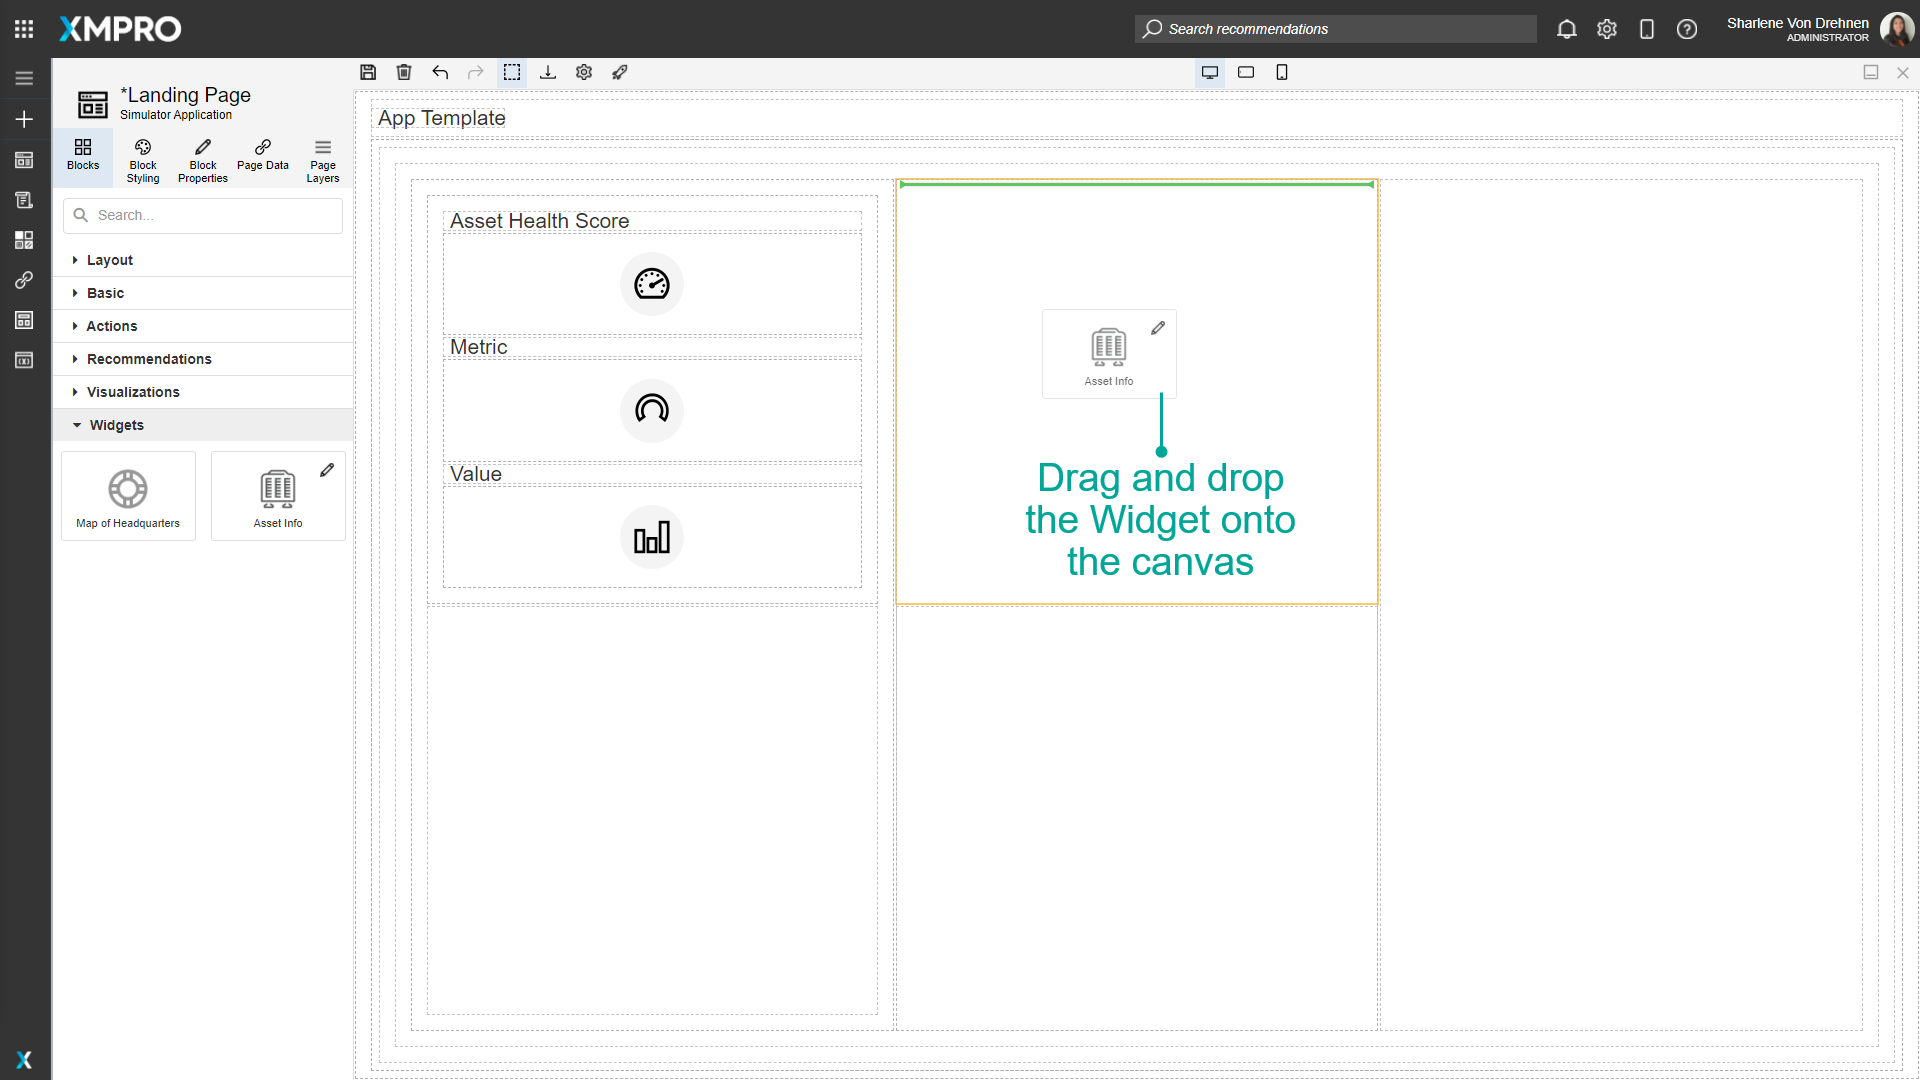 XMPRO
Search recommendations
Sharlene Von Drehnen
ADMINISTRATOR
*Landing Page
Simulator Application
Blocks
Block
Styling
Block
Properties
Page Data
Page
Layers
Search...
Layout
Basic
Actions
Recommendations
Visualizations
Widgets
Map of Headquarters
Asset Info
App Template
Asset Health Score
Metric
Value
Asset Info
Drag and drop
the Widget onto
the canvas
X